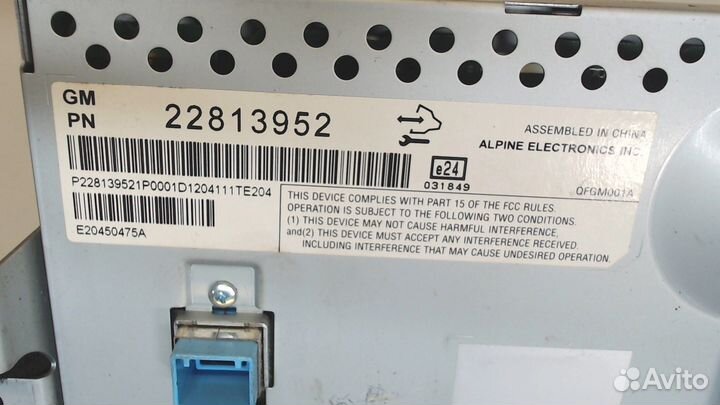 GM
PN 22813952
ASSEMBLED IN CHINA
ALPINE ELECTRONICS INC.
e24
031849
QFGM001A
P228139521P0001D1204111TE204
E20450475A
THIS DEVICE COMPLIES WITH PART 15 OF THE FCC RULES.
OPERATION IS SUBJECT TO THE FOLLOWING TWO CONDITIONS.
(1) THIS DEVICE MAY NOT CAUSE HARMFUL INTERFERENCE,
and(2) THIS DEVICE MUST ACCEPT ANY INTERFERENCE RECEIVED,
INCLUDING INTERFERENCE THAT MAY CAUSE UNDESIRED OPERATION.
Avito